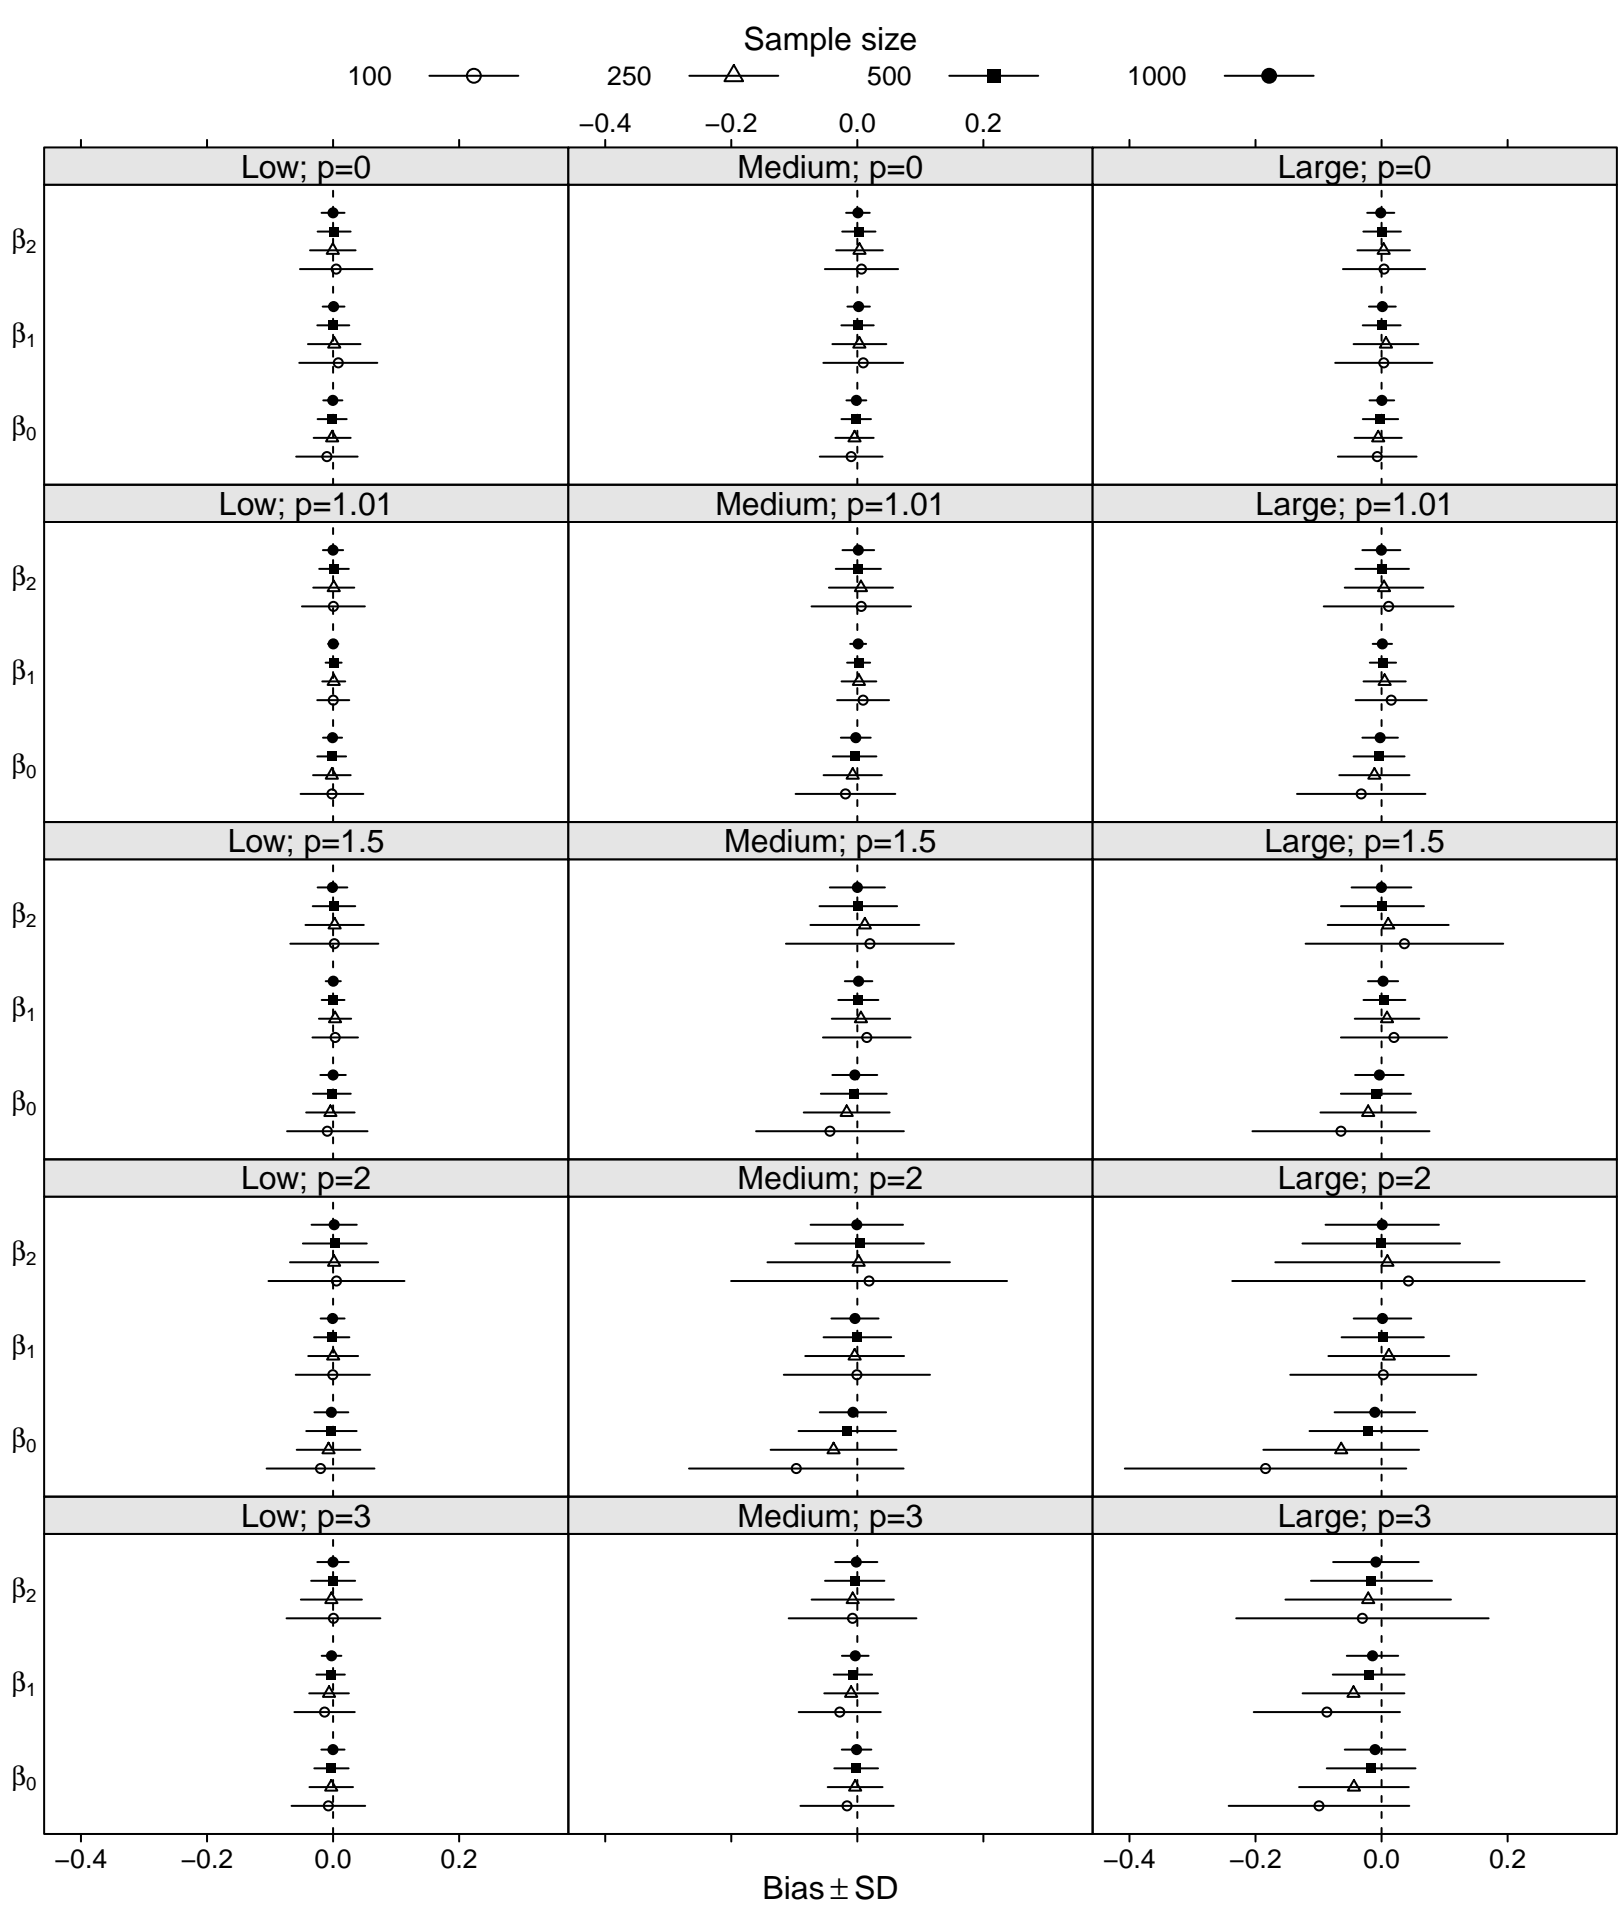 Sample size
100 250 500 1000
−0.4 −0.2 0.0 0.2
Low; p=0 Medium; p=0 Large; p=0
β2
β1
β0
Low; p=1.01 Medium; p=1.01 Large; p=1.01
β2
β1
β0
Low; p=1.5 Medium; p=1.5 Large; p=1.5
β2
β1
β0
Low; p=2 Medium; p=2 Large; p=2
β2
β1
β0
Low; p=3 Medium; p=3 Large; p=3
β2
β1
β0
−0.4 −0.2 0.0 0.2 −0.4 −0.2 0.0 0.2
Bias ± SD